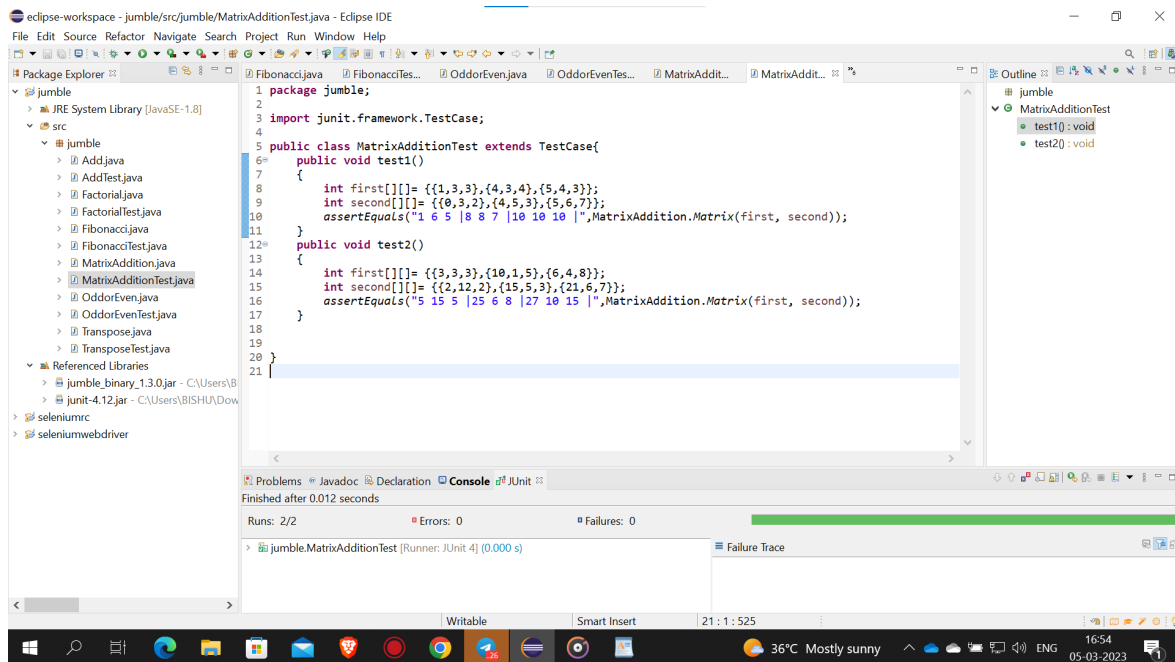 eclipse-workspace - jumble/src/jumble/MatrixAdditionTest.java - Eclipse IDE
File Edit Source Refactor Navigate Search Project Run Window Help
Package Explorer
jumble
JRE System Library [JavaSE-1.8]
src
jumble
Add.java
AddTest.java
Factorial.java
FactorialTest.java
Fibonacci.java
FibonacciTest.java
MatrixAddition.java
MatrixAdditionTest.java
OddorEven.java
OddorEvenTest.java
Transpose.java
TransposeTest.java
Referenced Libraries
jumble_binary_1.3.0.jar - C:\Users\B
junit-4.12.jar - C:\Users\BISHU\Dow
seleniumrc
seleniumwebdriver
Fibonacci.java FibonacciTes... OddorEven.java OddorEvenTes... MatrixAddit... MatrixAddit... »6
1 package jumble;
2
3 import junit.framework.TestCase;
4
5 public class MatrixAdditionTest extends TestCase{
6 public void test1()
7 {
8 int first[][]= {{1,3,3},{4,3,4},{5,4,3}};
9 int second[][]= {{0,3,2},{4,5,3},{5,6,7}};
10 assertEquals("1 6 5 |8 8 7 |10 10 10 |",MatrixAddition.Matrix(first, second));
11 }
12 public void test2()
13 {
14 int first[][]= {{3,3,3},{10,1,5},{6,4,8}};
15 int second[][]= {{2,12,2},{15,5,3},{21,6,7}};
16 assertEquals("5 15 5 |25 6 8 |27 10 15 |",MatrixAddition.Matrix(first, second));
17 }
18
19
20 }
21
Outline
jumble
MatrixAdditionTest
test1() : void
test2() : void
Problems Javadoc Declaration Console JUnit
Finished after 0.012 seconds
Runs: 2/2 Errors: 0 Failures: 0
jumble.MatrixAdditionTest [Runner: JUnit 4] (0.000 s)
Failure Trace
Writable Smart Insert 21 : 1 : 525
26
36°C Mostly sunny
ENG
16:54
05-03-2023
1